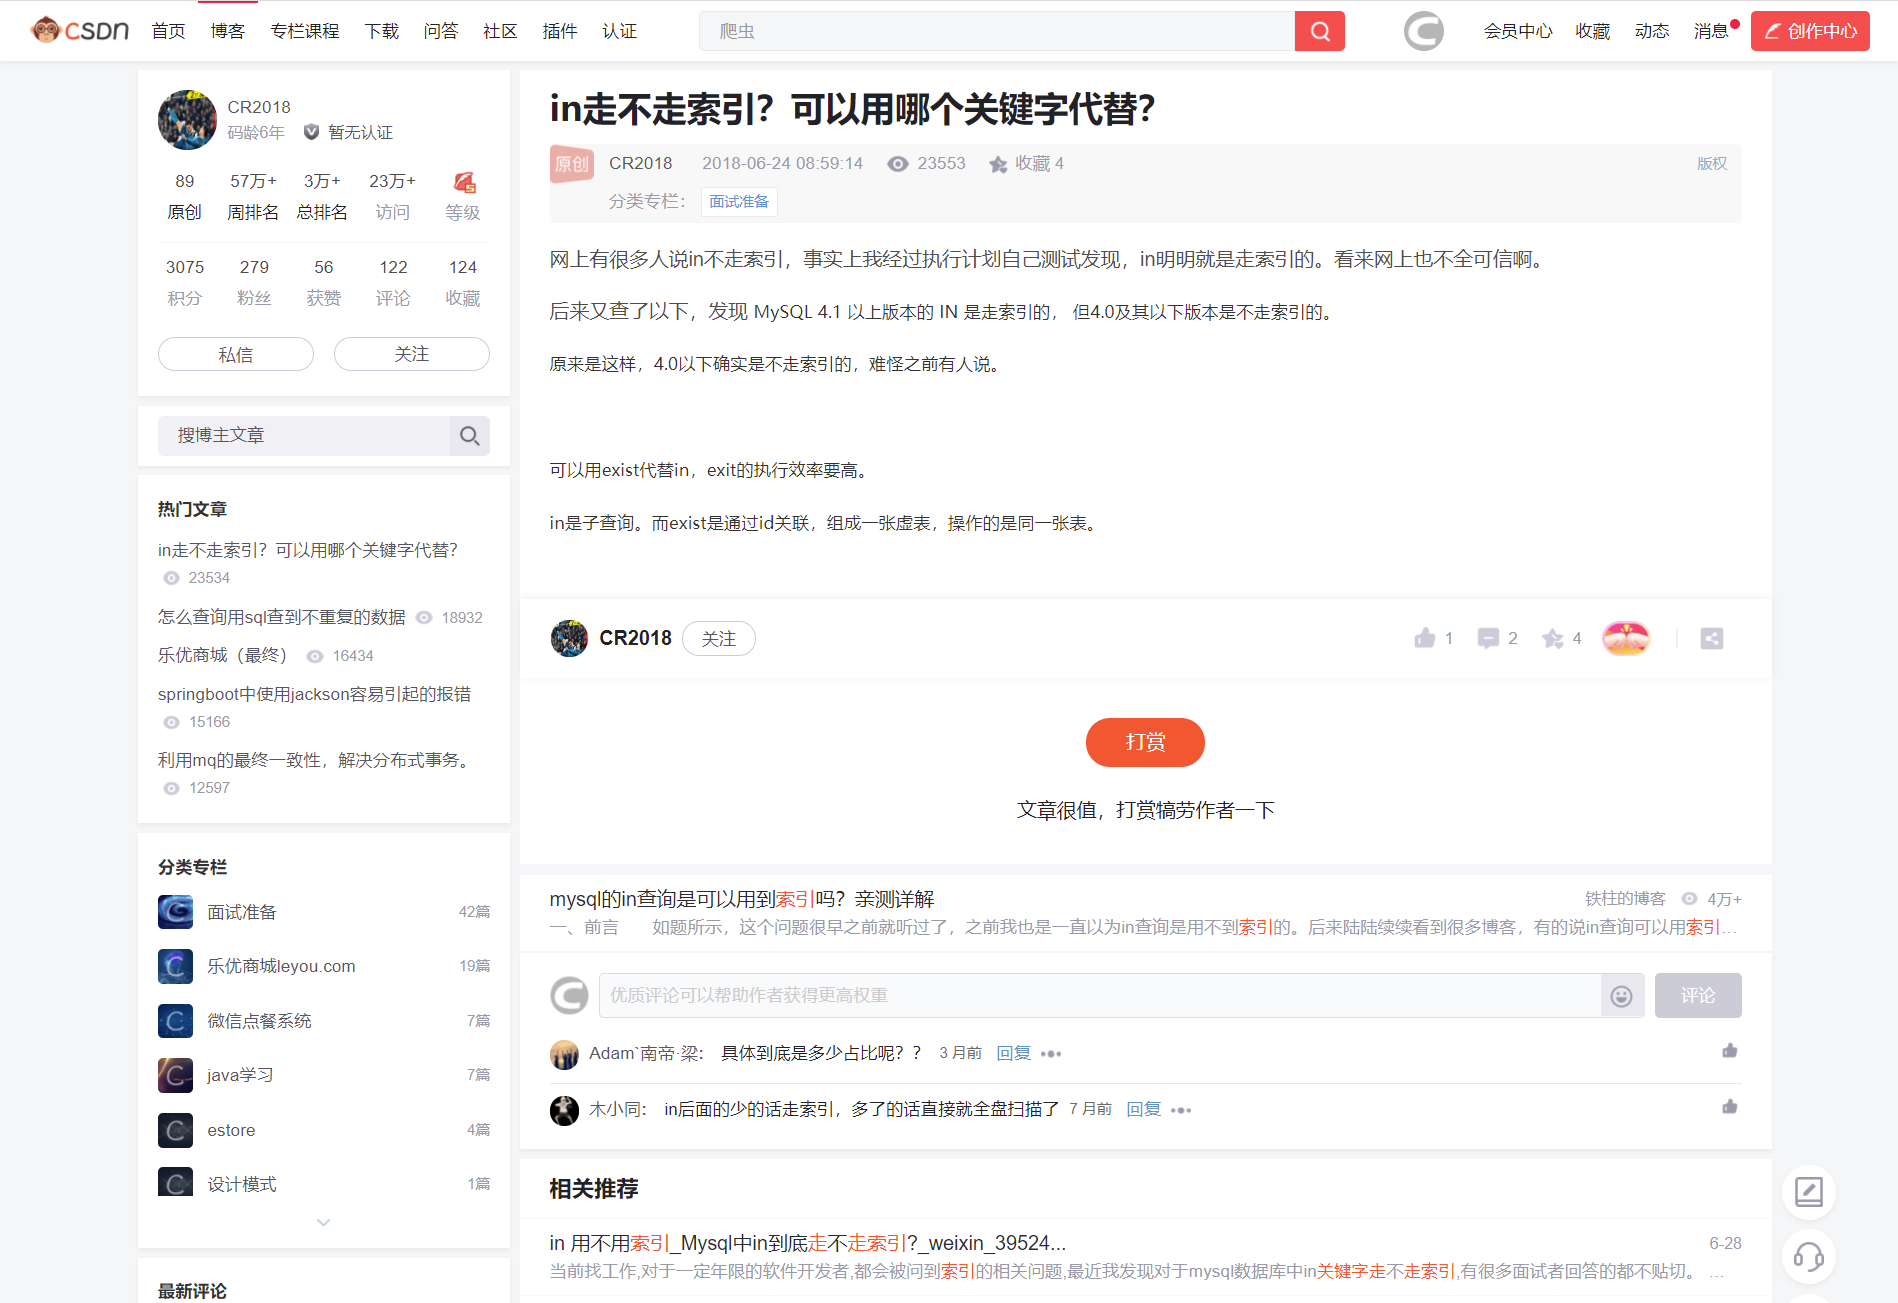 CSDN 首页 博客 专栏课程 下载 问答 社区 插件 认证 爬虫 会员中心 收藏 动态 消息 创作中心
CR2018
码龄6年 暂无认证
89 57万+ 3万+ 23万+
原创 周排名 总排名 访问 等级
3075 279 56 122 124
积分 粉丝 获赞 评论 收藏
私信 关注
搜博主文章
热门文章
in走不走索引？可以用哪个关键字代替？
23534
怎么查询用sql查到不重复的数据 18932
乐优商城（最终） 16434
springboot中使用jackson容易引起的报错
15166
利用mq的最终一致性，解决分布式事务。
12597
分类专栏
面试准备 42篇
乐优商城leyou.com 19篇
微信点餐系统 7篇
java学习 7篇
estore 4篇
设计模式 1篇
最新评论
in走不走索引？可以用哪个关键字代替？
原创 CR2018 2018-06-24 08:59:14 23553 收藏 4 版权
分类专栏： 面试准备
网上有很多人说in不走索引，事实上我经过执行计划自己测试发现，in明明就是走索引的。看来网上也不全可信啊。
后来又查了以下，发现 MySQL 4.1 以上版本的 IN 是走索引的， 但4.0及其以下版本是不走索引的。
原来是这样，4.0以下确实是不走索引的，难怪之前有人说。
可以用exist代替in，exit的执行效率要高。
in是子查询。而exist是通过id关联，组成一张虚表，操作的是同一张表。
CR2018 关注 1 2 4
打赏
文章很值，打赏犒劳作者一下
mysql的in查询是可以用到索引吗？亲测详解 铁柱的博客 4万+
一、前言 如题所示，这个问题很早之前就听过了，之前我也是一直以为in查询是用不到索引的。后来陆陆续续看到很多博客，有的说in查询可以用索引...
优质评论可以帮助作者获得更高权重 评论
Adam`南帝·梁： 具体到底是多少占比呢？？ 3 月前 回复
木小同： in后面的少的话走索引，多了的话直接就全盘扫描了 7 月前 回复
相关推荐
in 用不用索引_Mysql中in到底走不走索引?_weixin_39524... 6-28
当前找工作,对于一定年限的软件开发者,都会被问到索引的相关问题,最近我发现对于mysql数据库中in关键字走不走索引,有很多面试者回答的都不贴切。 ...